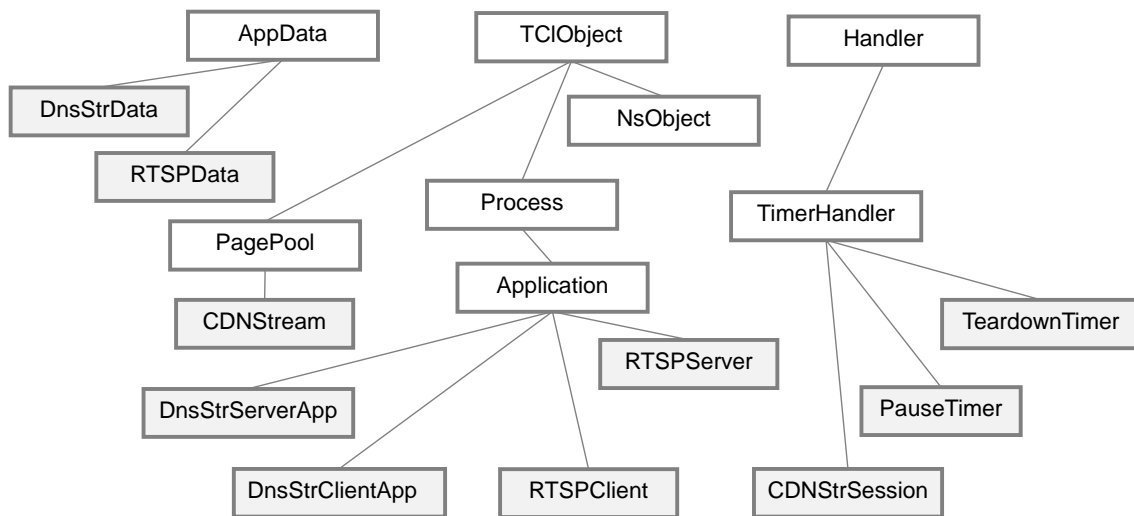 AppData
TClObject
Handler
DnsStrData
NsObject
RTSPData
Process
TimerHandler
PagePool
Application
CDNStream
TeardownTimer
RTSPServer
DnsStrServerApp
PauseTimer
DnsStrClientApp
RTSPClient
CDNStrSession